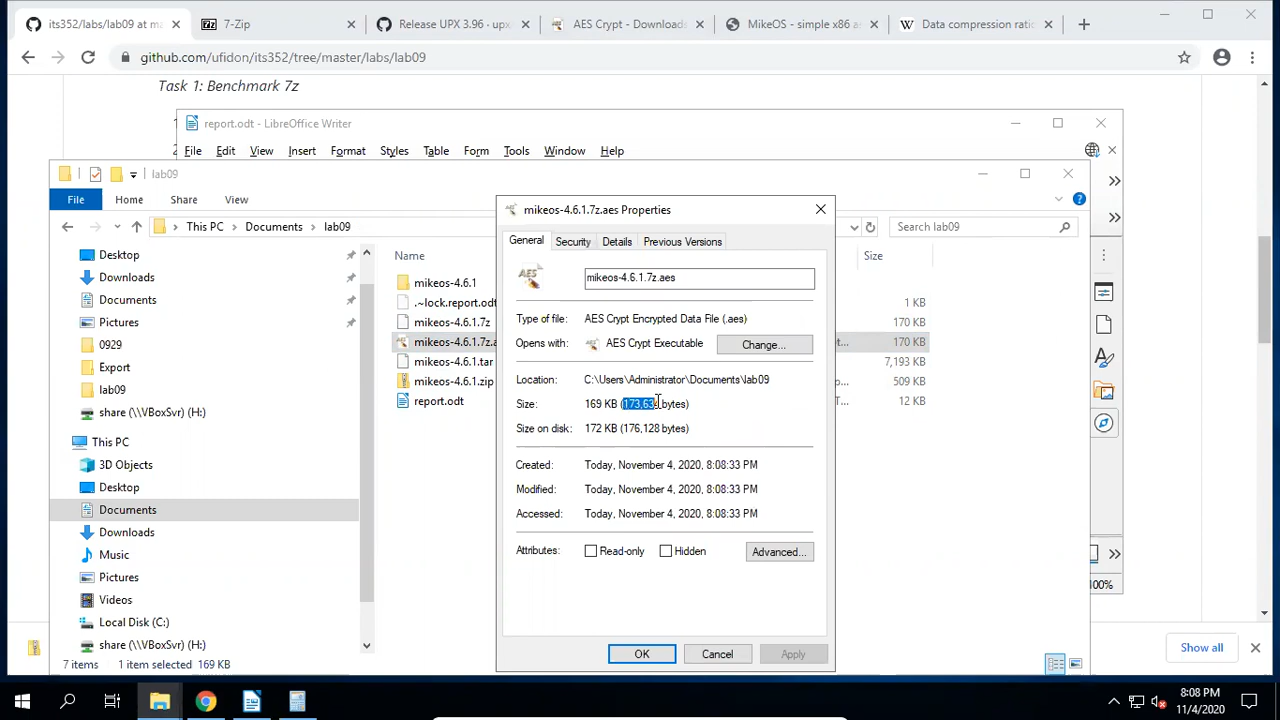 its352/labs/lab09 at ma
7-Zip
Release UPX 3.96 · upx
AES Crypt - Downloads
MikeOS - simple x86 a
Data compression ratio
github.com/ufidon/its352/tree/master/labs/lab09
Task 1: Benchmark 7z
report.odt - LibreOffice Writer
File Edit View Insert Format Styles Table Form Tools Window Help
lab09
File Home Share View
This PC Documents lab09
Search lab09
Desktop
Downloads
Documents
Pictures
0929
Export
lab09
share (\\VBoxSvr) (H:)
This PC
3D Objects
Desktop
Documents
Downloads
Music
Pictures
Videos
Local Disk (C:)
share (\\VBoxSvr) (H:)
Name Size
mikeos-4.6.1
.~lock.report.odt 1 KB
mikeos-4.6.1.7z 170 KB
mikeos-4.6.1.7z.a t... 170 KB
mikeos-4.6.1.tar 7,193 KB
mikeos-4.6.1.zip p... 509 KB
report.odt T... 12 KB
mikeos-4.6.1.7z.aes Properties
General Security Details Previous Versions
AES
mikeos-4.6.1.7z.aes
Type of file: AES Crypt Encrypted Data File (.aes)
Opens with: AES Crypt Executable Change...
Location: C:\Users\Administrator\Documents\lab09
Size: 169 KB (173,63 bytes)
Size on disk: 172 KB (176,128 bytes)
Created: Today, November 4, 2020, 8:08:33 PM
Modified: Today, November 4, 2020, 8:08:33 PM
Accessed: Today, November 4, 2020, 8:08:33 PM
Attributes: Read-only Hidden Advanced...
OK Cancel Apply
100%
7 items 1 item selected 169 KB
Show all
8:08 PM
11/4/2020